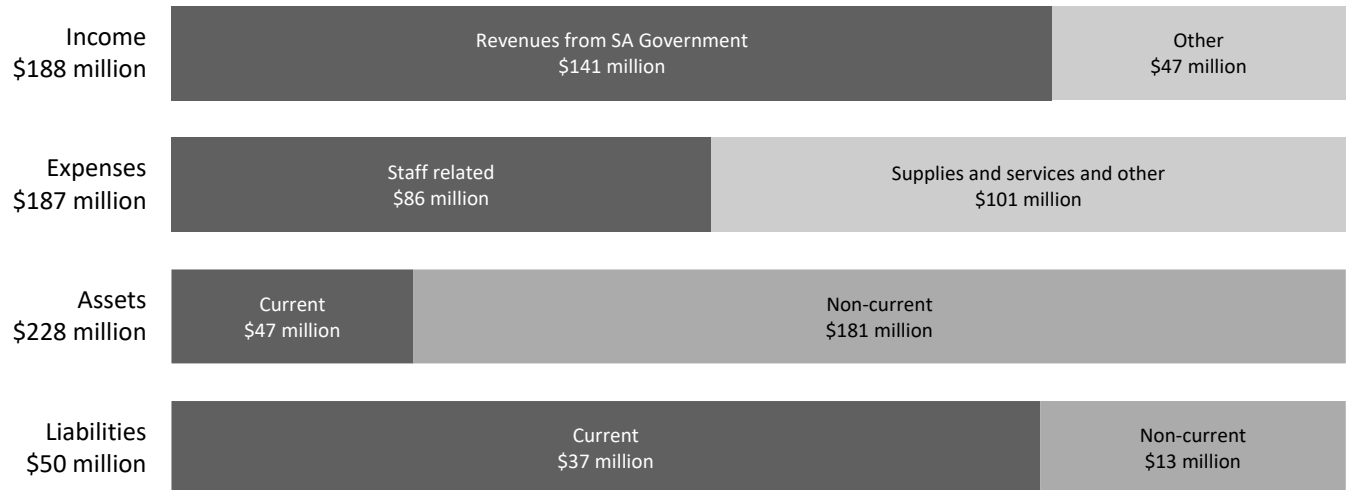 Income
$188 million
Revenues from SA Government
$141 million
Other
$47 million
Expenses
$187 million
Staff related
$86 million
Supplies and services and other
$101 million
Assets
$228 million
Current
$47 million
Non-current
$181 million
Liabilities
$50 million
Current
$37 million
Non-current
$13 million